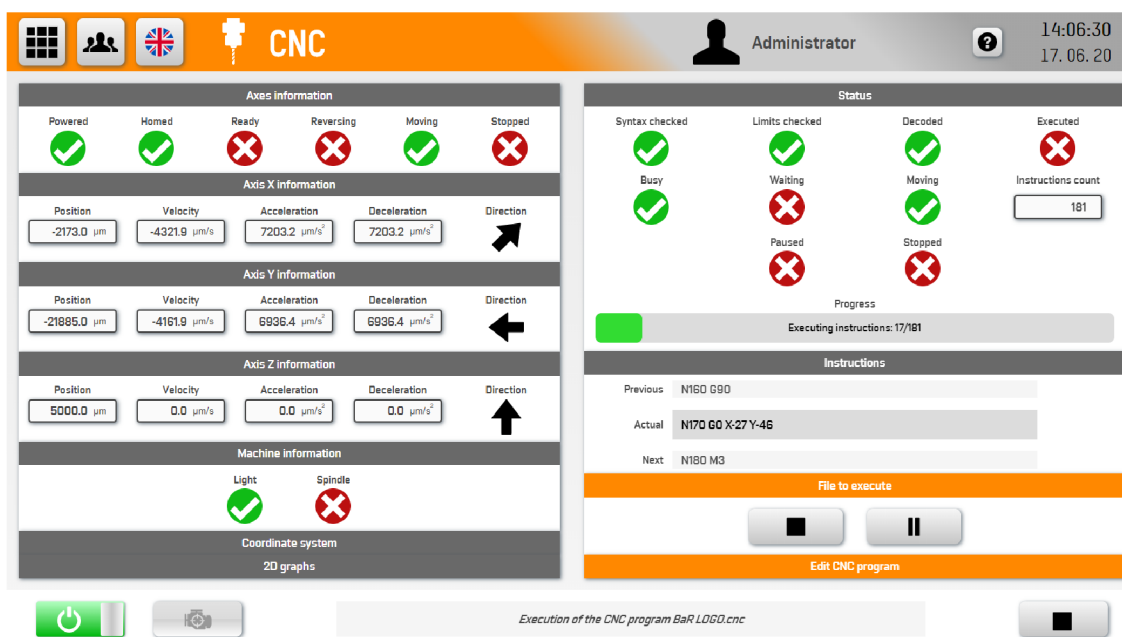 CNC
Administrator
14:06:30
17. 06. 20
Axes information
Powered Homed Ready Reversing Moving Stopped
Axis X information
Position Velocity Acceleration Deceleration Direction
-2173.0 µm -4321.9 µm/s 7203.2 µm/s² 7203.2 µm/s²
Axis Y information
Position Velocity Acceleration Deceleration Direction
-21885.0 µm -4161.9 µm/s 6936.4 µm/s² 6936.4 µm/s²
Axis Z information
Position Velocity Acceleration Deceleration Direction
5000.0 µm 0.0 µm/s 0.0 µm/s² 0.0 µm/s²
Machine information
Light Spindle
Coordinate system
2D graphs
Status
Syntax checked Limits checked Decoded Executed
Busy Waiting Moving Instructions count
181
Paused Stopped
Progress
Executing instructions: 17/181
Instructions
Previous N160 G90
Actual N170 G0 X-27 Y-46
Next N180 M3
File to execute
Edit CNC program
Execution of the CNC program BaR LOGO.cnc